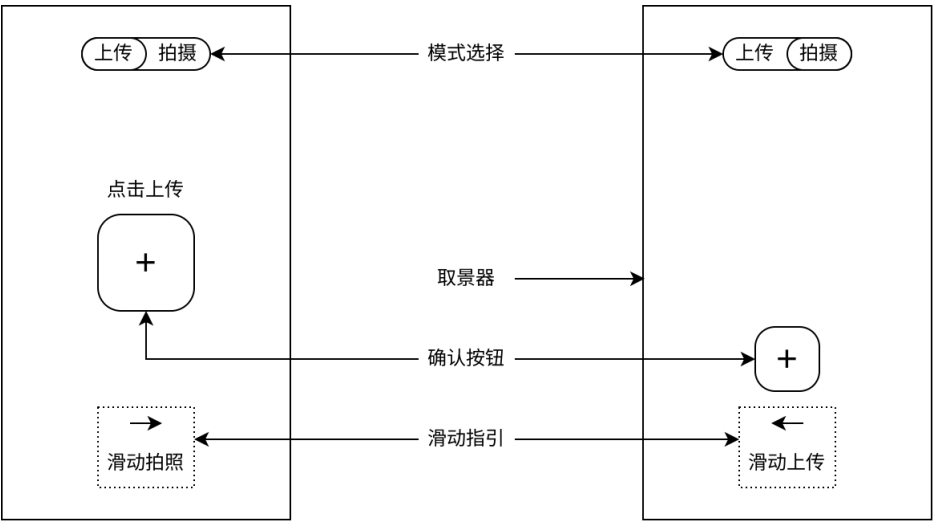 上传 拍摄
模式选择
上传 拍摄
点击上传
+
取景器
确认按钮
+
滑动指引
滑动拍照
滑动上传